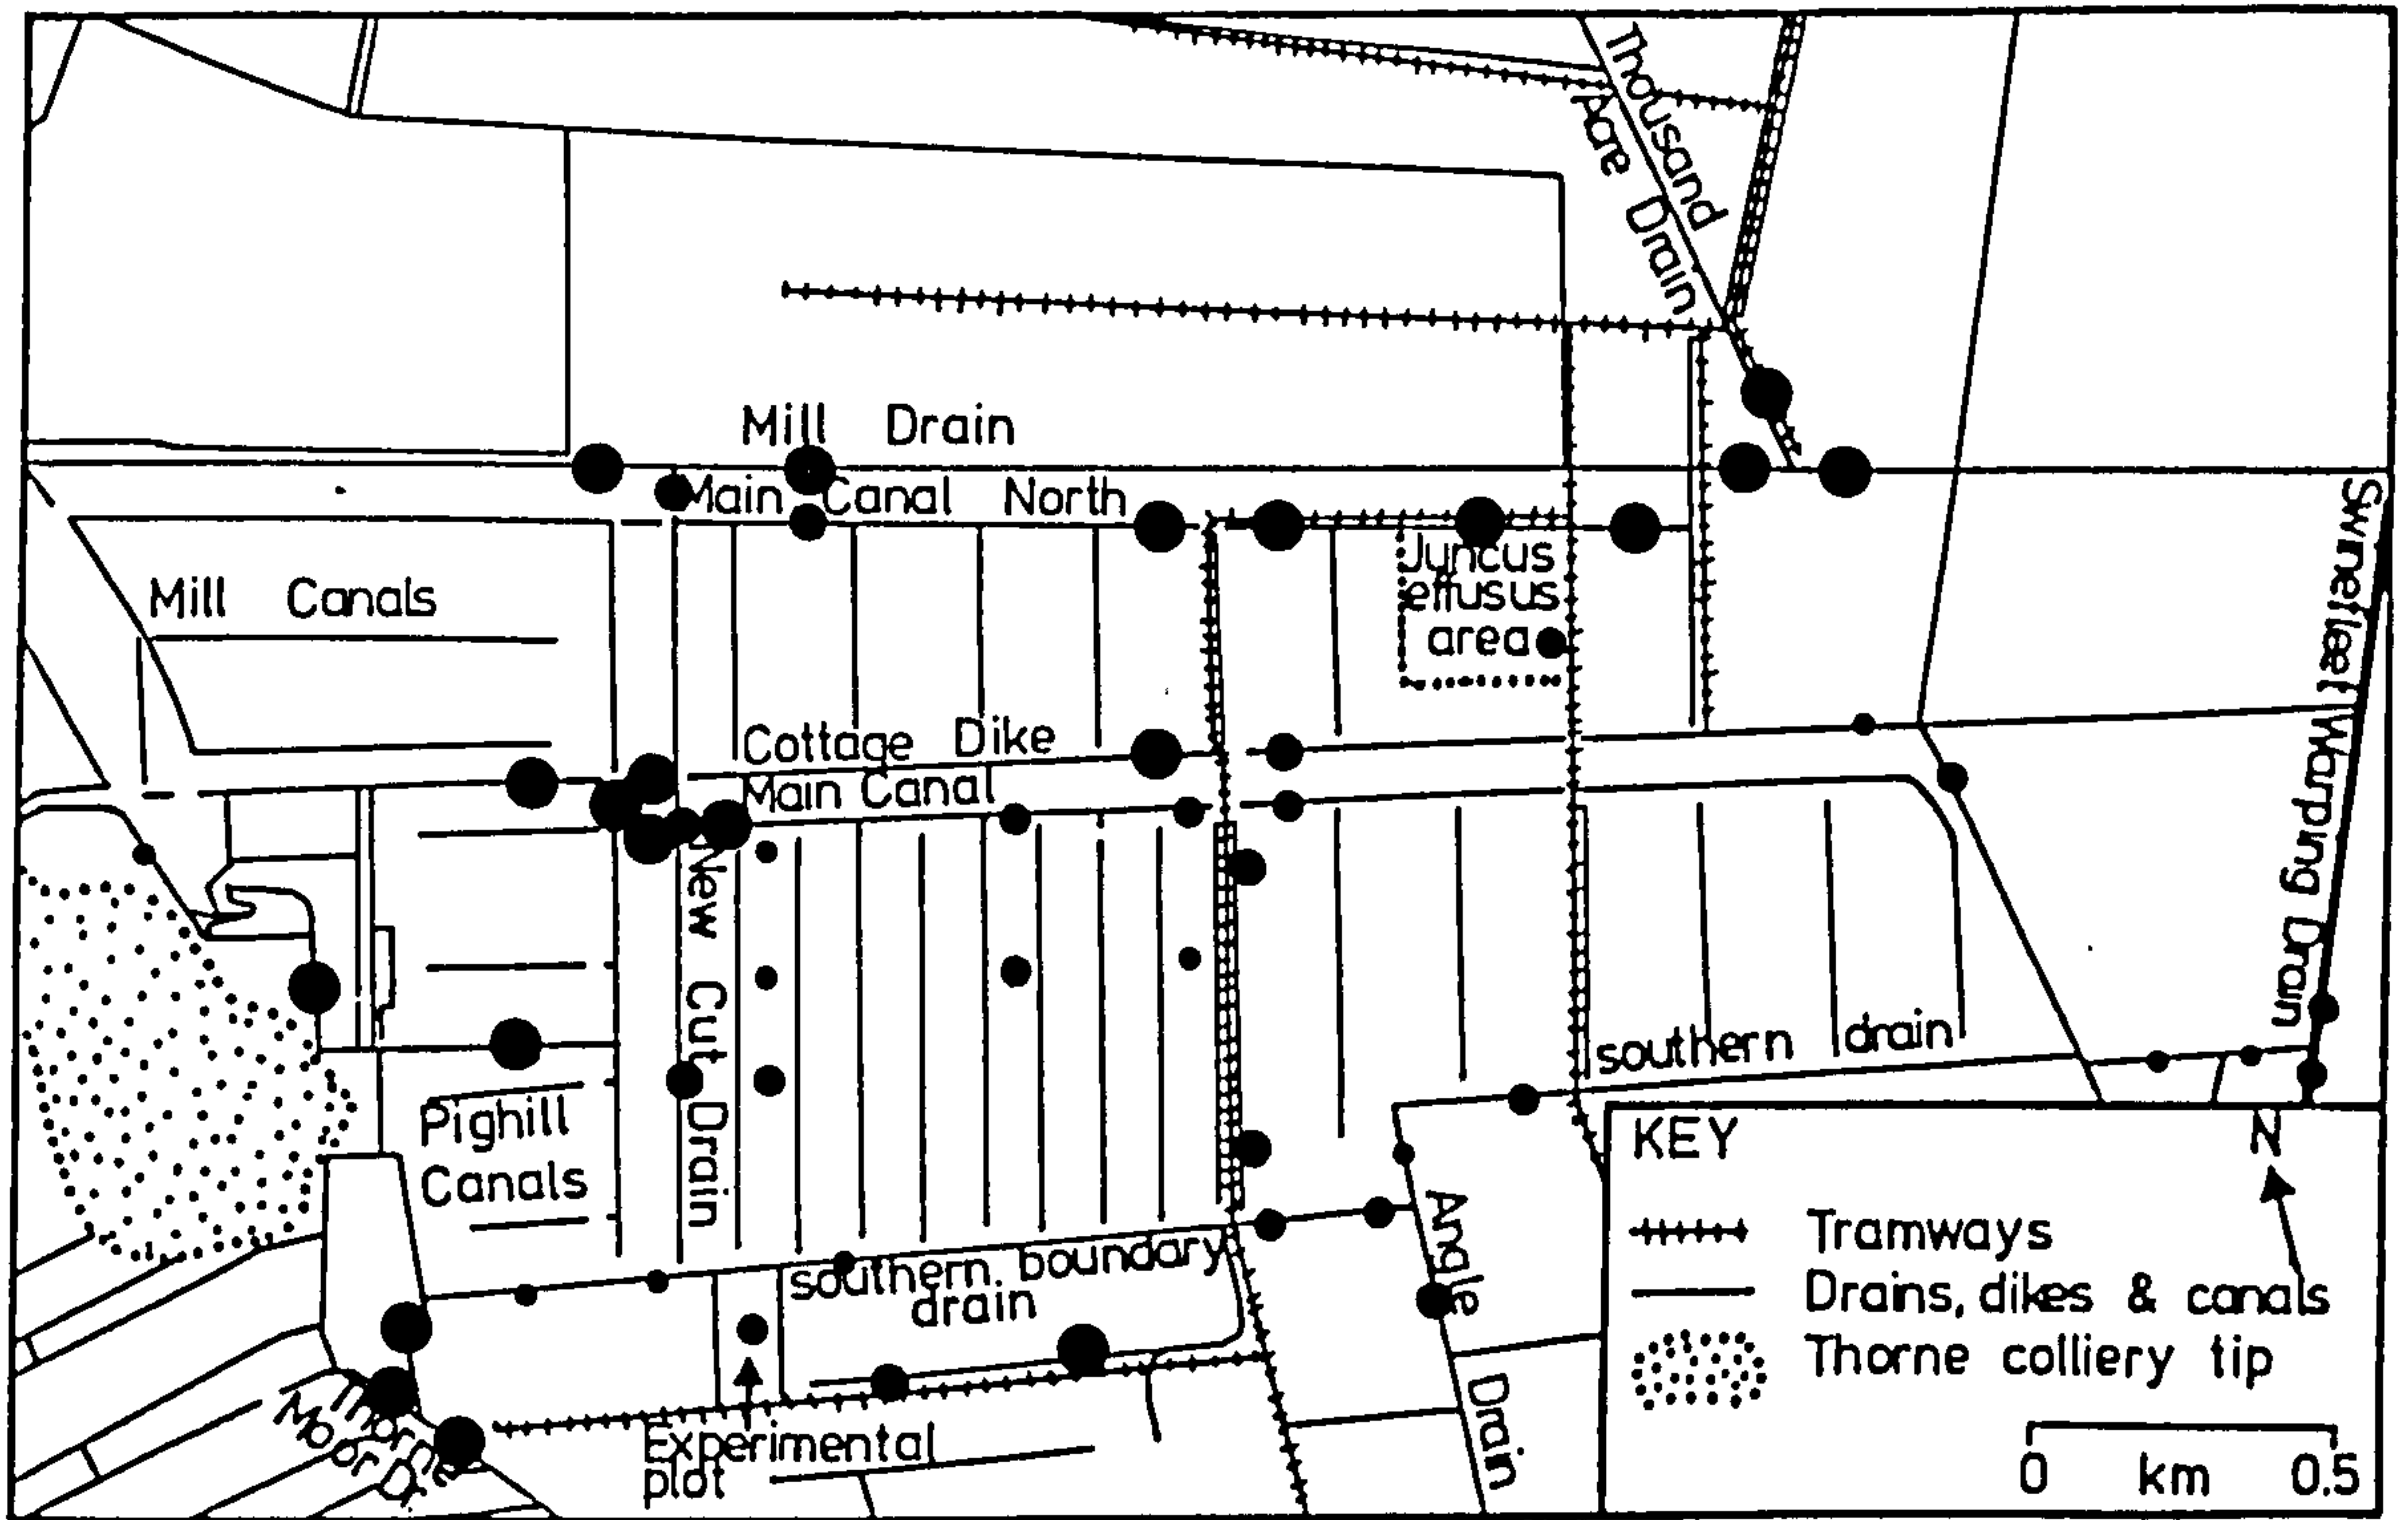 Thousand
Acre Drain
Mill Drain
Main Canal North
Swinefleet Warping Drain
Juncus
effusus
area
Mill Canals
Cottage Dike
Main Canal
New Cut Drain
southern drain
Pighill
Canals
Angle Drain
southern boundary
drain
Thorne
Moor
Experimental
plot
KEY
N
Tramways
Drains, dikes & canals
Thorne colliery tip
0 km 0.5